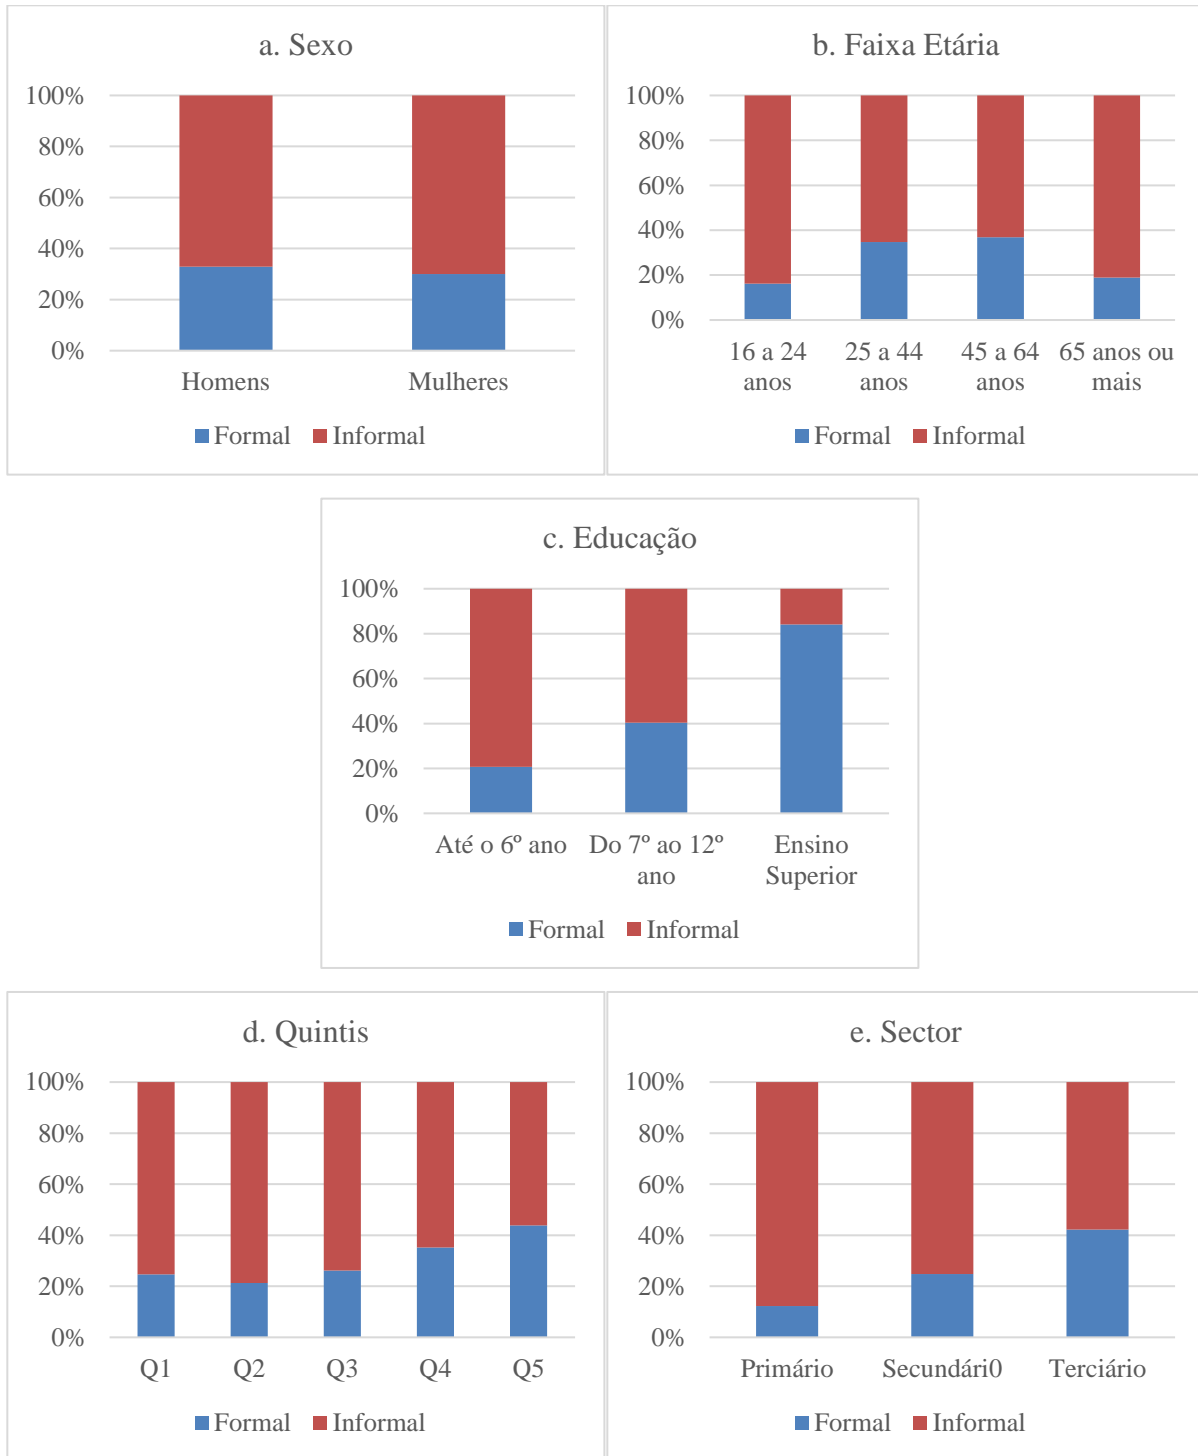 a. Sexo
100%
80%
60%
40%
20%
0%
Homens Mulheres
Formal Informal
b. Faixa Etária
100%
80%
60%
40%
20%
0%
16 a 24 25 a 44 45 a 64 65 anos ou
anos anos anos mais
Formal Informal
c. Educação
100%
80%
60%
40%
20%
0%
Até o 6º ano Do 7º ao 12º Ensino
ano Superior
Formal Informal
d. Quintis
100%
80%
60%
40%
20%
0%
Q1 Q2 Q3 Q4 Q5
Formal Informal
e. Sector
100%
80%
60%
40%
20%
0%
Primário Secundári0 Terciário
Formal Informal